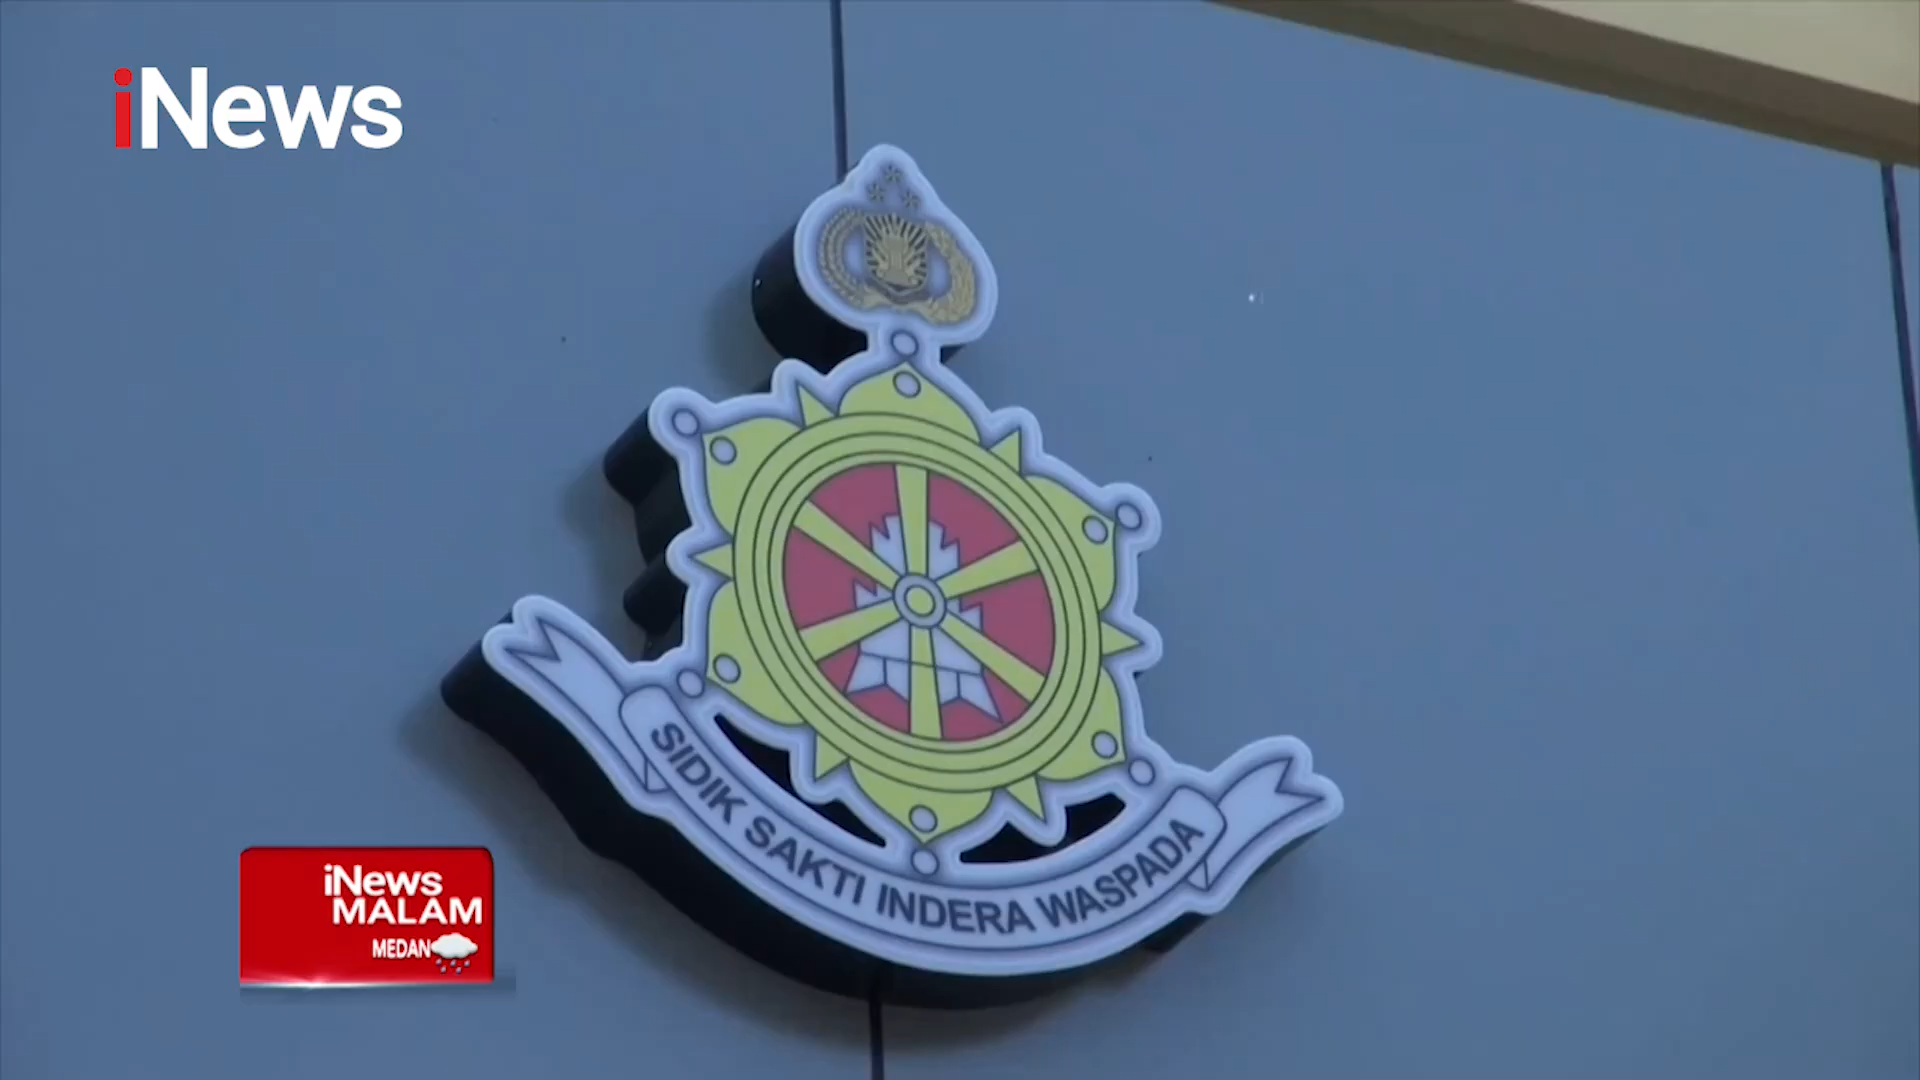 iNews
SIDIK SAKTI INDERA WASPADA
iNews
MALAM
MEDAN